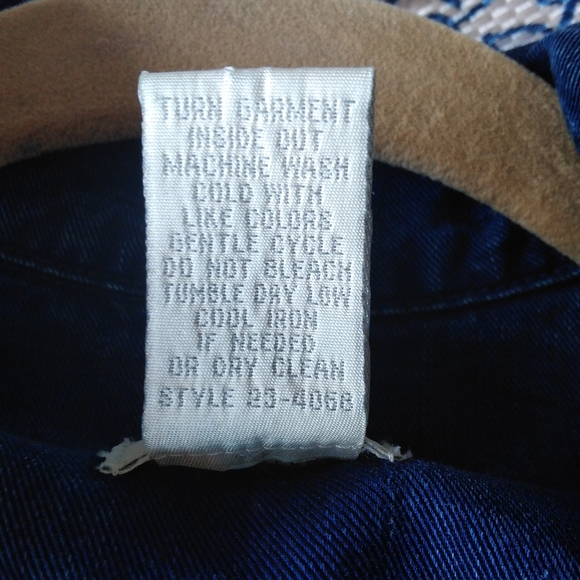 TURN GARMENT
INSIDE OUT
MACHINE WASH
COLD WITH
LIKE COLORS
GENTLE CYCLE
DO NOT BLEACH
TUMBLE DRY LOW
COOL IRON
IF NEEDED
OR DRY CLEAN
STYLE 25-4068